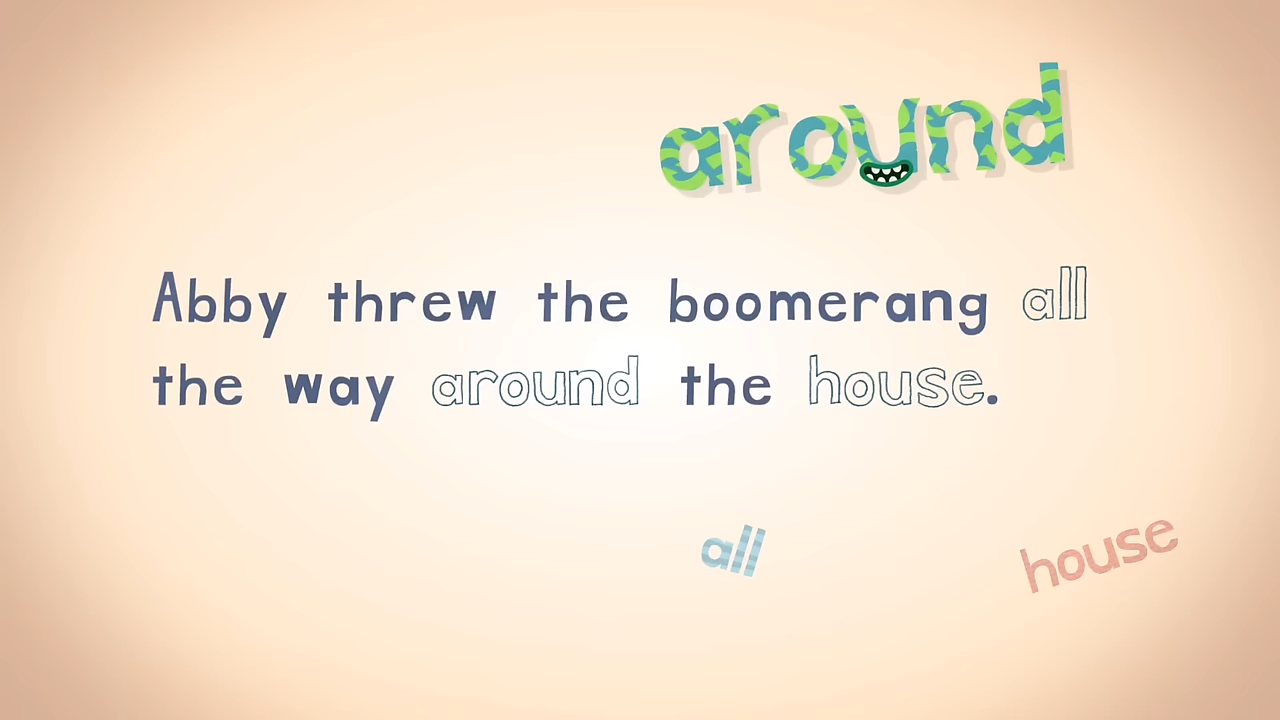 around
Abby threw the boomerang all
the way around the house.
all
house